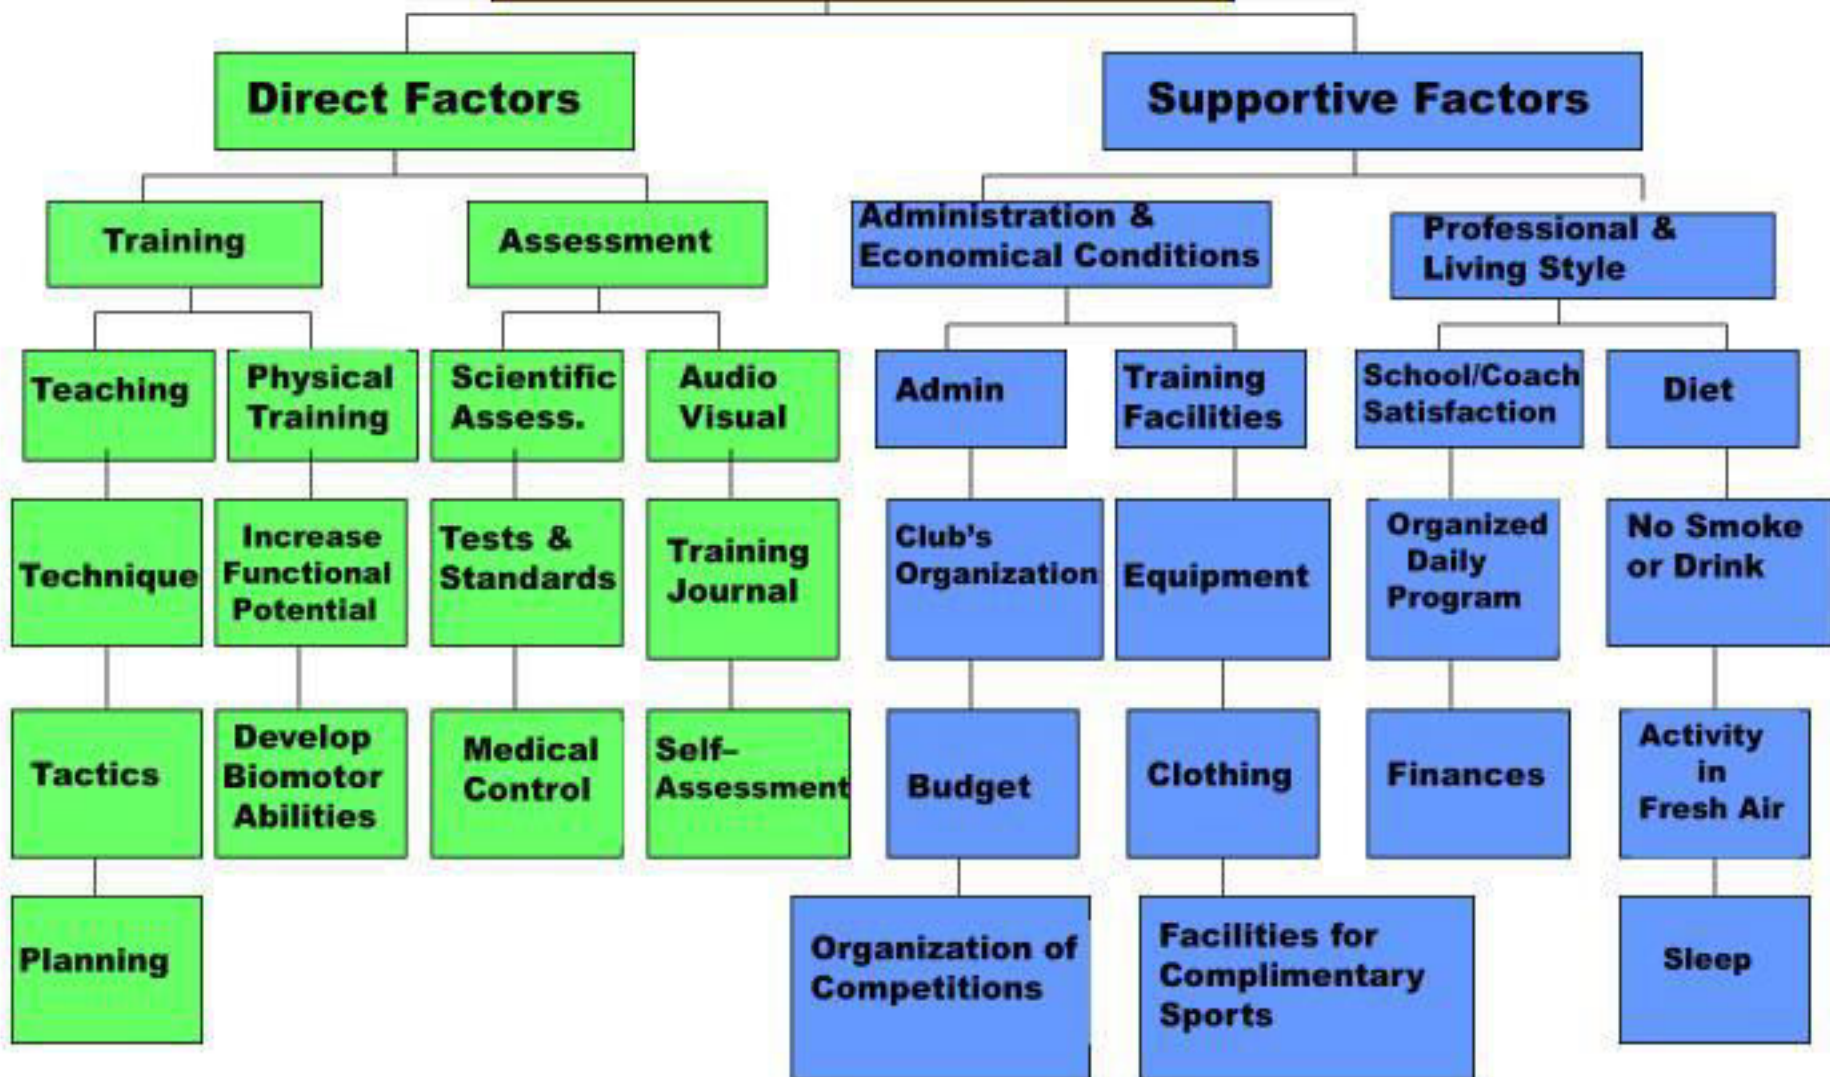 Direct Factors
Supportive Factors
Training
Assessment
Administration &
Economical Conditions
Professional &
Living Style
Teaching
Physical
Training
Scientific
Assess.
Audio
Visual
Admin
Training
Facilities
School/Coach
Satisfaction
Diet
Technique
Increase
Functional
Potential
Tests &
Standards
Training
Journal
Club's
Organization
Equipment
Organized
Daily
Program
No Smoke
or Drink
Tactics
Develop
Biomotor
Abilities
Medical
Control
Self–
Assessment
Budget
Clothing
Finances
Activity
in
Fresh Air
Planning
Organization of
Competitions
Facilities for
Complimentary
Sports
Sleep